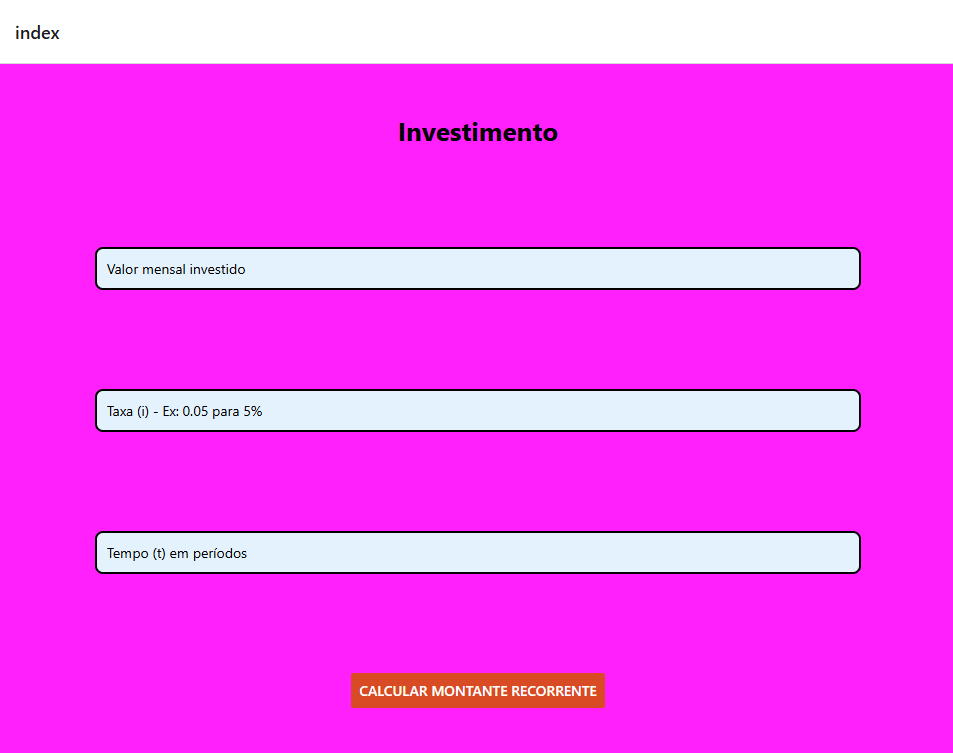 index
Investimento
Valor mensal investido
Taxa (i) - Ex: 0.05 para 5%
Tempo (t) em períodos
CALCULAR MONTANTE RECORRENTE